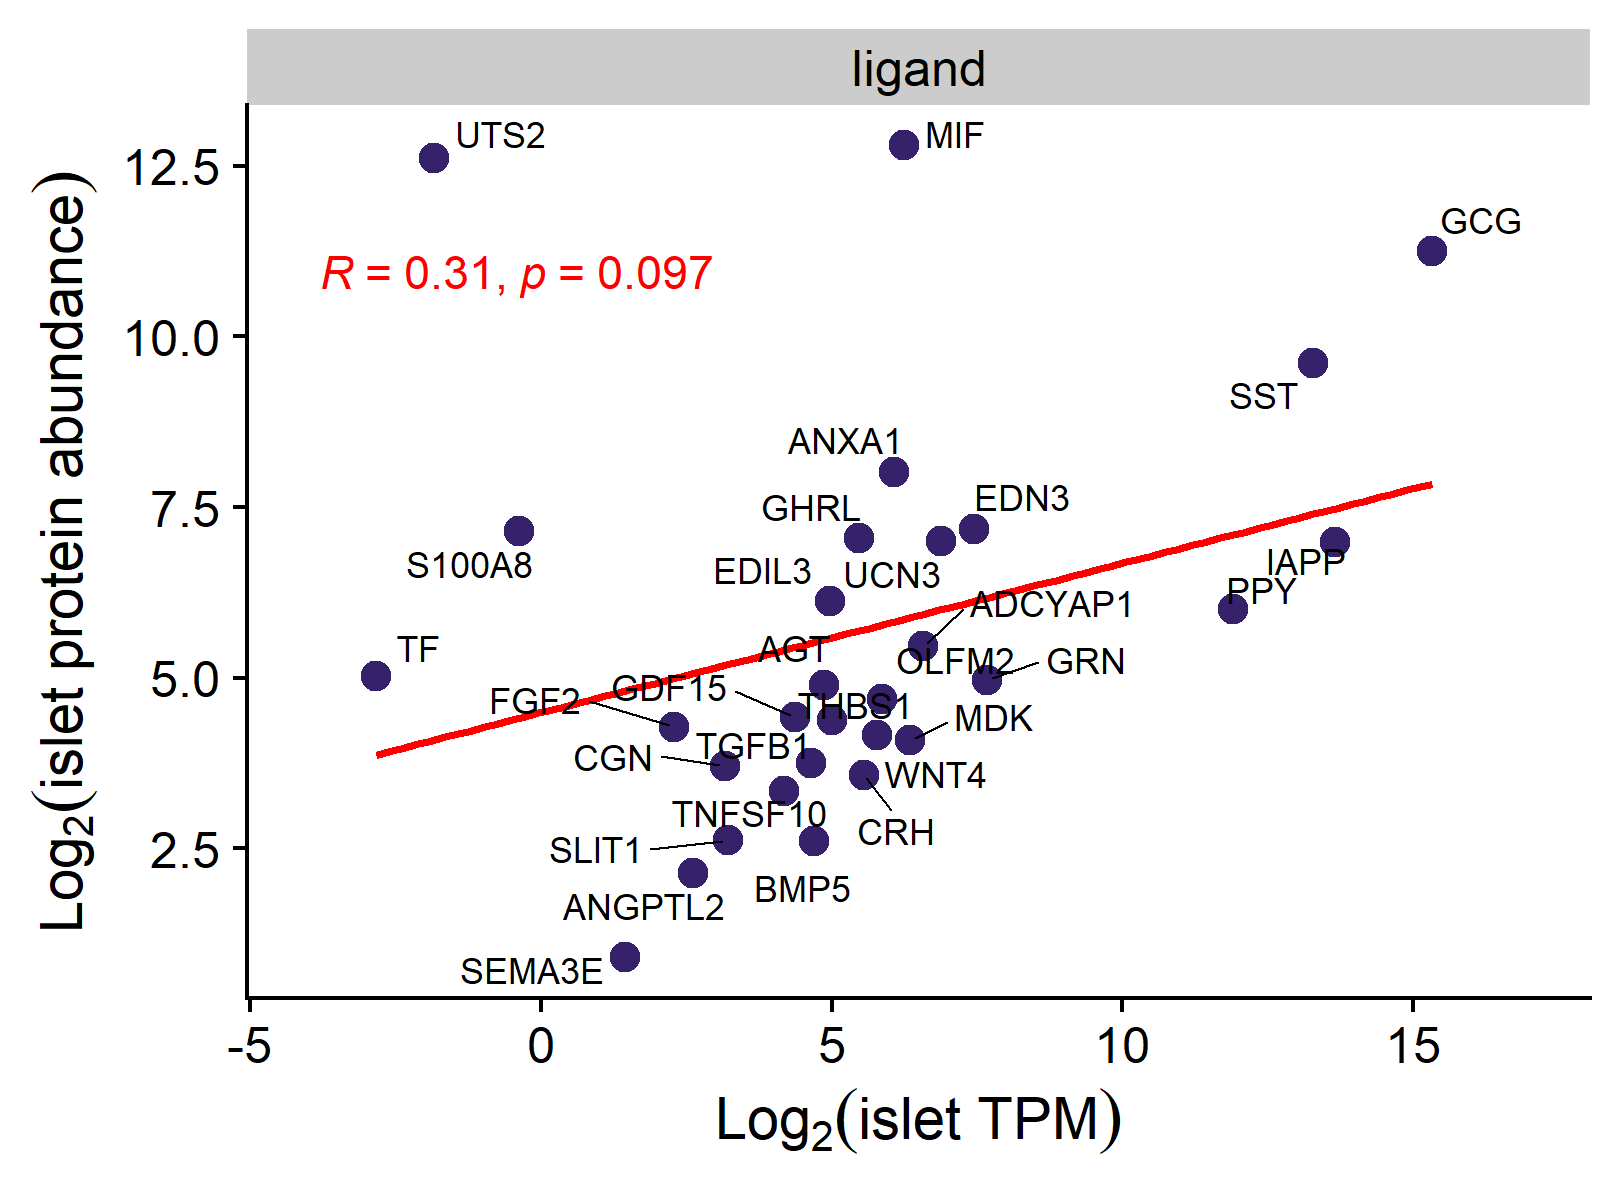 ligand
UTS2
MIF
GCG
R = 0.31, p = 0.097
SST
ANXA1
EDN3
GHRL
S100A8
EDIL3
UCN3
IAPP
PPY
ADCYAP1
TF
AGT
OLFM2
GRN
FGF2
GDF15
THBS1
MDK
CGN
TGFB1
WNT4
TNFSF10
CRH
SLIT1
BMP5
ANGPTL2
SEMA3E
12.5
10.0
7.5
5.0
2.5
-5 0 5 10 15
Log2(islet TPM)
Log2(islet protein abundance)